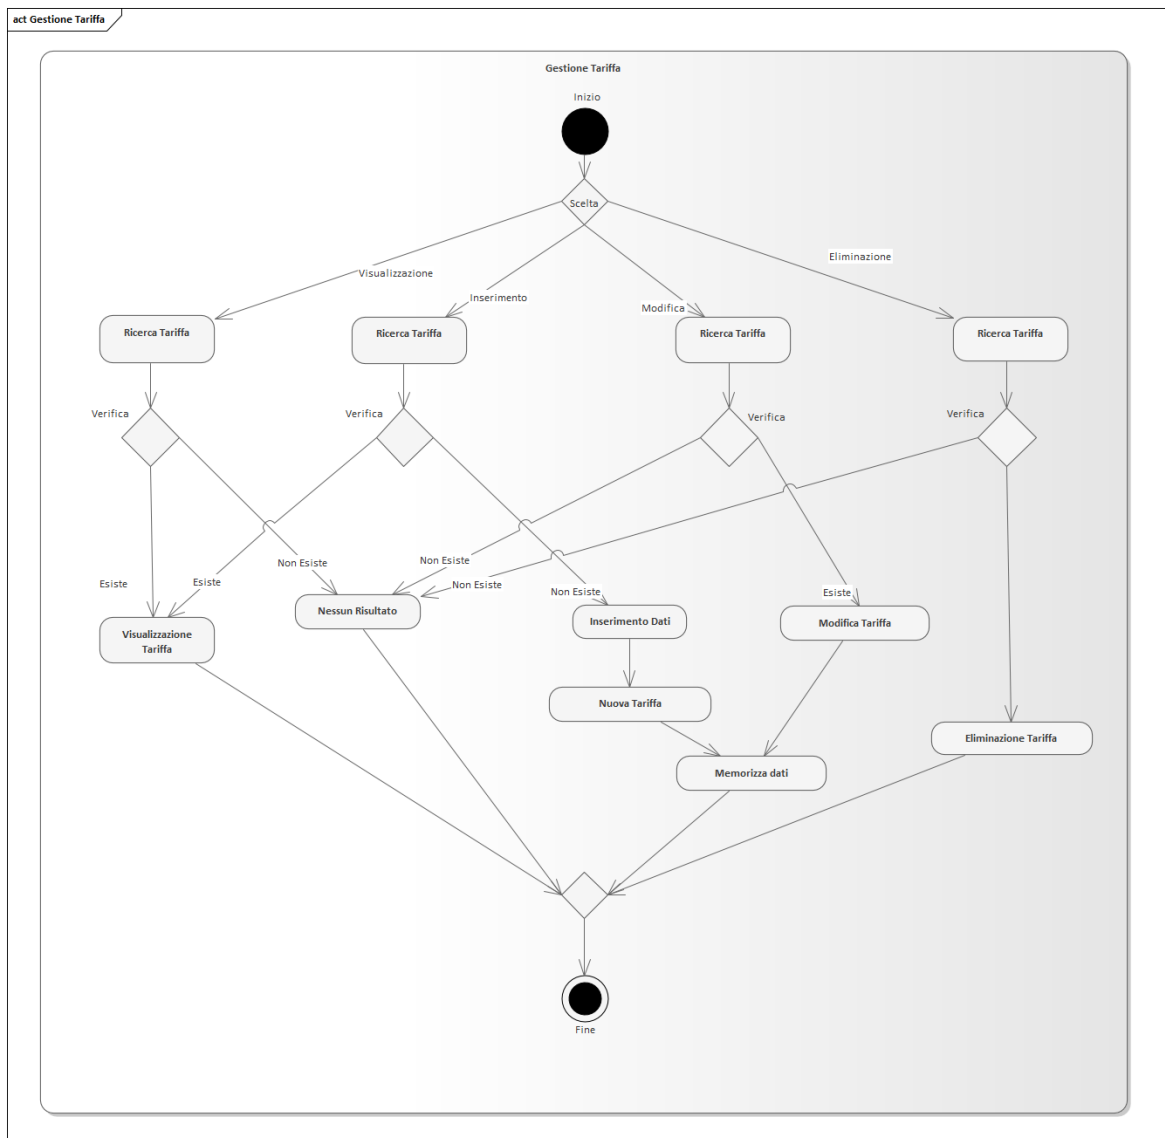 act Gestione Tariffa
Gestione Tariffa
Inizio
Scelta
Eliminazione
Visualizzazione
Inserimento
Modifica
Ricerca Tariffa
Ricerca Tariffa
Ricerca Tariffa
Ricerca Tariffa
Verifica
Verifica
Verifica
Verifica
Non Esiste
Non Esiste
Esiste
Esiste
Non Esiste
Non Esiste
Esiste
Nessun Risultato
Inserimento Dati
Modifica Tariffa
Visualizzazione
Tariffa
Nuova Tariffa
Eliminazione Tariffa
Memorizza dati
Fine